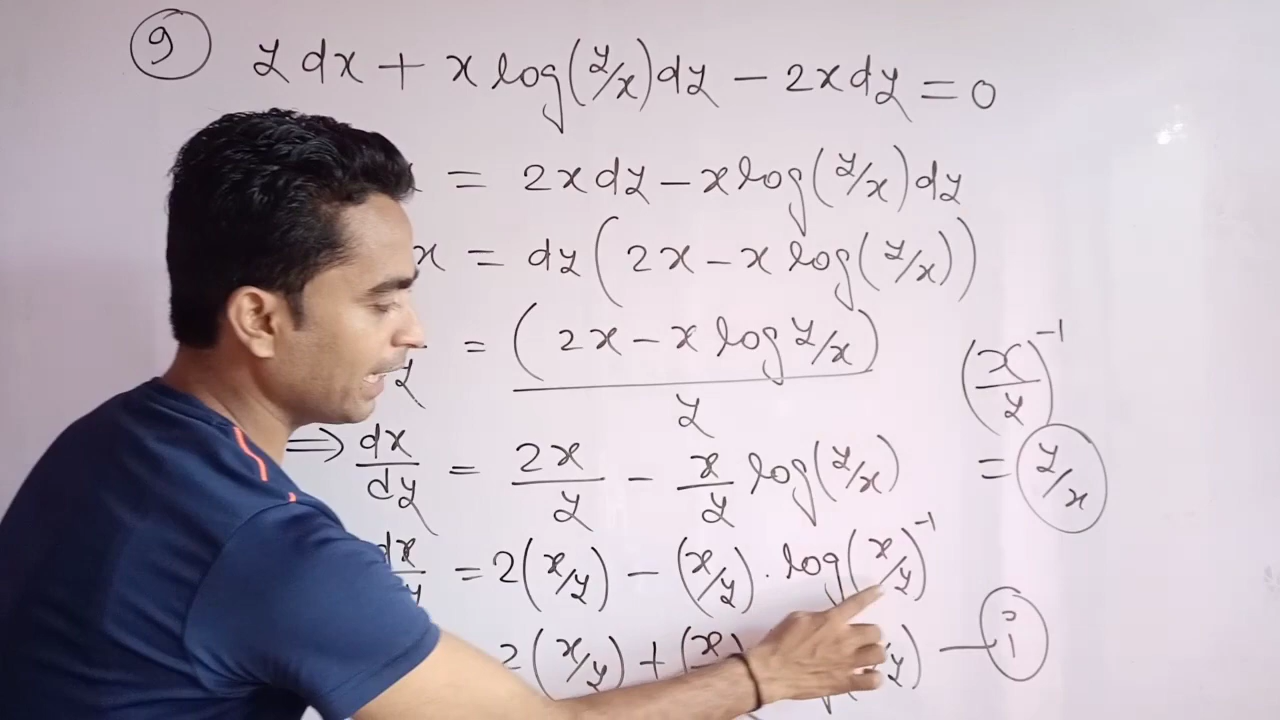 9 y dx + x log(y/x)dy − 2x dy = 0
x = 2x dy − x log(y/x)dy
x = dy(2x − x log(y/x))
y = (2x − x log y/x)/y
⇒ dx/dy = 2x/y − x/y log(y/x)
(x/y)⁻¹
= y/x
dx/y = 2(x/y) − (x/y) · log(x/y)⁻¹
2(x/y) + (x y) — i